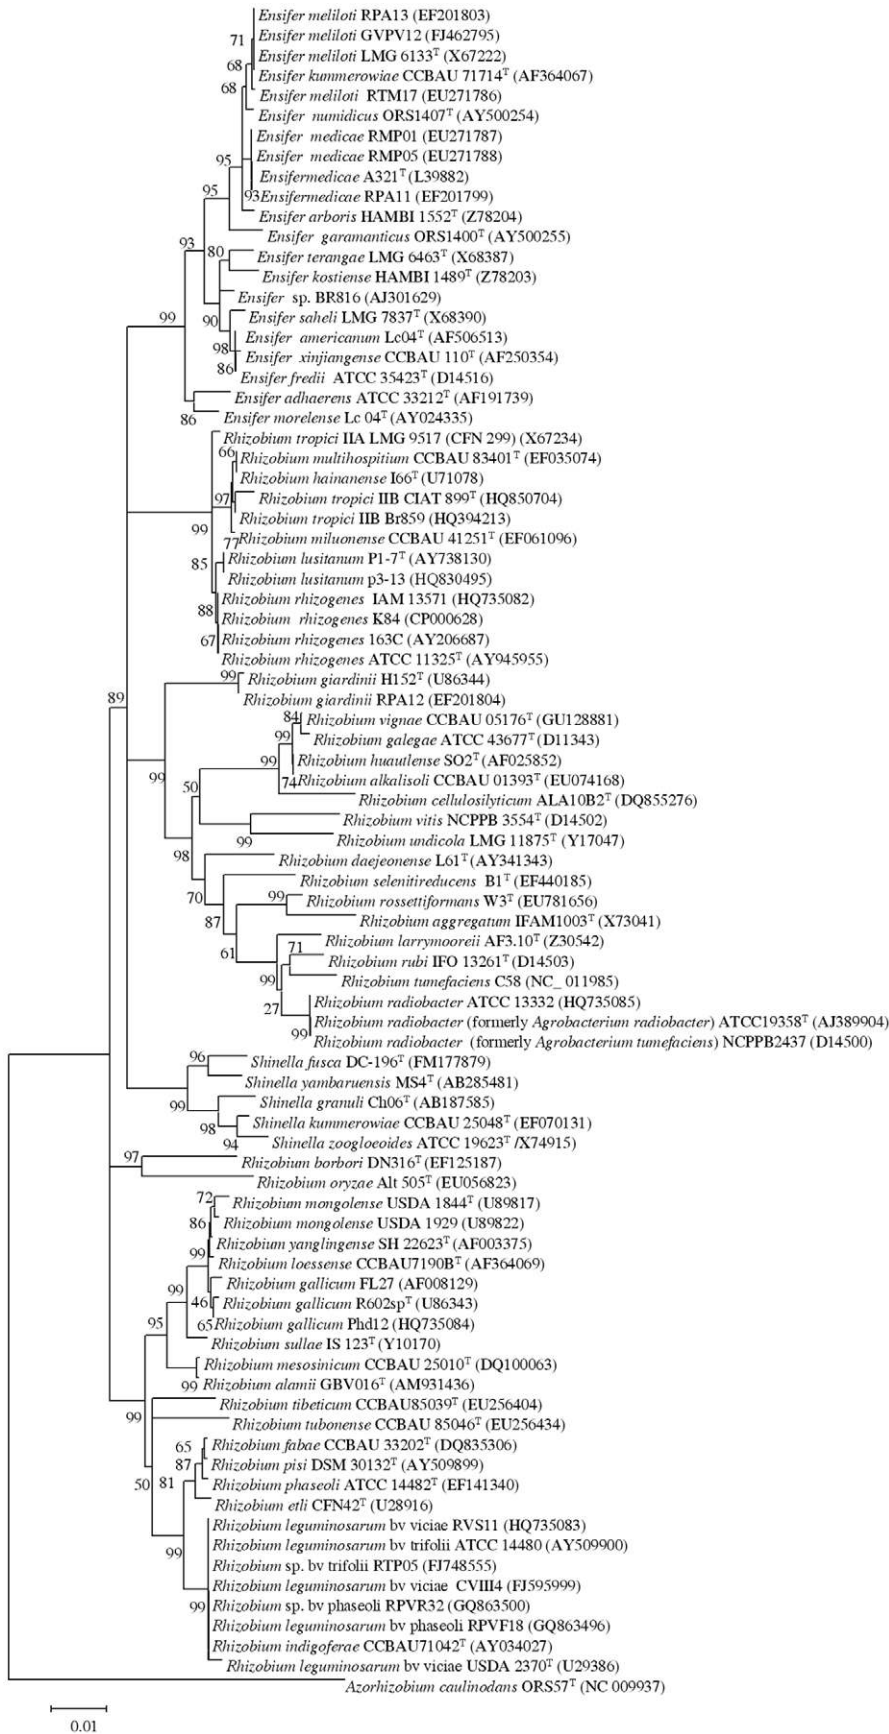 Ensifer meliloti RPA13 (EF201803)
Ensifer meliloti GVPV12 (FJ462795)
71
Ensifer meliloti LMG 6133ᵀ (X67222)
68
Ensifer kummerowiae CCBAU 71714ᵀ (AF364067)
68
Ensifer meliloti RTM17 (EU271786)
Ensifer numidicus ORS1407ᵀ (AY500254)
Ensifer medicae RMP01 (EU271787)
Ensifer medicae RMP05 (EU271788)
95
Ensifermedicae A321ᵀ (L39882)
95
93
Ensifermedicae RPA11 (EF201799)
Ensifer arboris HAMBI 1552ᵀ (Z78204)
Ensifer garamanticus ORS1400ᵀ (AY500255)
93
80
Ensifer terangae LMG 6463ᵀ (X68387)
Ensifer kostiense HAMBI 1489ᵀ (Z78203)
Ensifer sp. BR816 (AJ301629)
99
90
Ensifer saheli LMG 7837ᵀ (X68390)
Ensifer americanum Lc04ᵀ (AF506513)
98
Ensifer xinjiangense CCBAU 110ᵀ (AF250354)
86
Ensifer fredii ATCC 35423ᵀ (D14516)
Ensifer adhaerens ATCC 33212ᵀ (AF191739)
86
Ensifer morelense Lc 04ᵀ (AY024335)
Rhizobium tropici IIA LMG 9517 (CFN 299) (X67234)
66
Rhizobium multihospitium CCBAU 83401ᵀ (EF035074)
Rhizobium hainanense I66ᵀ (U71078)
97
Rhizobium tropici IIB CIAT 899ᵀ (HQ850704)
Rhizobium tropici IIB Br859 (HQ394213)
99
77
Rhizobium miluonense CCBAU 41251ᵀ (EF061096)
85
Rhizobium lusitanum P1-7ᵀ (AY738130)
Rhizobium lusitanum p3-13 (HQ830495)
Rhizobium rhizogenes IAM 13571 (HQ735082)
88
Rhizobium rhizogenes K84 (CP000628)
67
Rhizobium rhizogenes 163C (AY206687)
Rhizobium rhizogenes ATCC 11325ᵀ (AY945955)
99
Rhizobium giardinii H152ᵀ (U86344)
89
Rhizobium giardinii RPA12 (EF201804)
84
Rhizobium vignae CCBAU 05176ᵀ (GU128881)
99
Rhizobium galegae ATCC 43677ᵀ (D11343)
99
Rhizobium huautlense SO2ᵀ (AF025852)
99
50
74
Rhizobium alkalisoli CCBAU 01393ᵀ (EU074168)
Rhizobium cellulosilyticum ALA10B2ᵀ (DQ855276)
Rhizobium vitis NCPPB 3554ᵀ (D14502)
99
Rhizobium undicola LMG 11875ᵀ (Y17047)
98
Rhizobium daejeonense L61ᵀ (AY341343)
Rhizobium selenitireducens B1ᵀ (EF440185)
70
99
Rhizobium rossettiformans W3ᵀ (EU781656)
87
Rhizobium aggregatum IFAM1003ᵀ (X73041)
Rhizobium larrymooreii AF3.10ᵀ (Z30542)
61
71
Rhizobium rubi IFO 13261ᵀ (D14503)
99
Rhizobium tumefaciens C58 (NC_ 011985)
27
Rhizobium radiobacter ATCC 13332 (HQ735085)
Rhizobium radiobacter (formerly Agrobacterium radiobacter) ATCC19358ᵀ (AJ389904)
99
Rhizobium radiobacter (formerly Agrobacterium tumefaciens) NCPPB2437 (D14500)
96
Shinella fusca DC-196ᵀ (FM177879)
Shinella yambaruensis MS4ᵀ (AB285481)
99
Shinella granuli Ch06ᵀ (AB187585)
98
Shinella kummerowiae CCBAU 25048ᵀ (EF070131)
94
Shinella zoogloeoides ATCC 19623ᵀ /X74915)
97
Rhizobium borbori DN316ᵀ (EF125187)
Rhizobium oryzae Alt 505ᵀ (EU056823)
72
Rhizobium mongolense USDA 1844ᵀ (U89817)
86
Rhizobium mongolense USDA 1929 (U89822)
Rhizobium yanglingense SH 22623ᵀ (AF003375)
99
Rhizobium loessense CCBAU7190Bᵀ (AF364069)
99
Rhizobium gallicum FL27 (AF008129)
46
Rhizobium gallicum R602spᵀ (U86343)
95
65
Rhizobium gallicum Phd12 (HQ735084)
Rhizobium sullae IS 123ᵀ (Y10170)
Rhizobium mesosinicum CCBAU 25010ᵀ (DQ100063)
99
Rhizobium alamii GBV016ᵀ (AM931436)
Rhizobium tibeticum CCBAU85039ᵀ (EU256404)
99
Rhizobium tubonense CCBAU 85046ᵀ (EU256434)
65
Rhizobium fabae CCBAU 33202ᵀ (DQ835306)
87
Rhizobium pisi DSM 30132ᵀ (AY509899)
50
81
Rhizobium phaseoli ATCC 14482ᵀ (EF141340)
Rhizobium etli CFN42ᵀ (U28916)
Rhizobium leguminosarum bv viciae RVS11 (HQ735083)
Rhizobium leguminosarum bv trifolii ATCC 14480 (AY509900)
99
Rhizobium sp. bv trifolii RTP05 (FJ748555)
Rhizobium leguminosarum bv viciae CVIII4 (FJ595999)
99
Rhizobium sp. bv phaseoli RPVR32 (GQ863500)
Rhizobium leguminosarum bv phaseoli RPVF18 (GQ863496)
Rhizobium indigoferae CCBAU71042ᵀ (AY034027)
Rhizobium leguminosarum bv viciae USDA 2370ᵀ (U29386)
Azorhizobium caulinodans ORS57ᵀ (NC 009937)
0.01